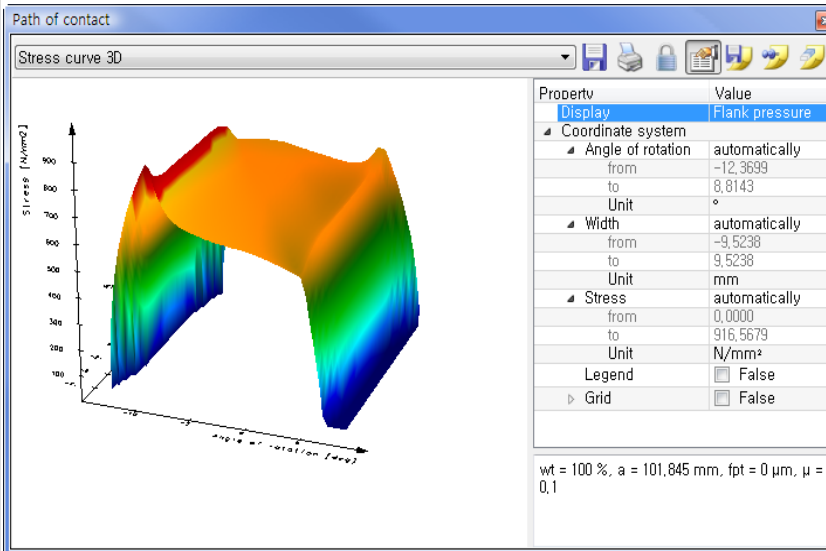 Path of contact
Stress curve 3D
Property Value
Display Flank pressure
Coordinate system
Angle of rotation automatically
from -12,3699
to 8,8143
Unit °
Width automatically
from -9,5238
to 9,5238
Unit mm
Stress automatically
from 0,0000
to 916,5679
Unit N/mm²
Legend False
Grid False
wt = 100 %, a = 101,845 mm, fpt = 0 µm, µ =
0,1
Stress [N/mm2]
900
800
700
600
500
400
300
200
100
-10
-5
angle of rotation [deg]